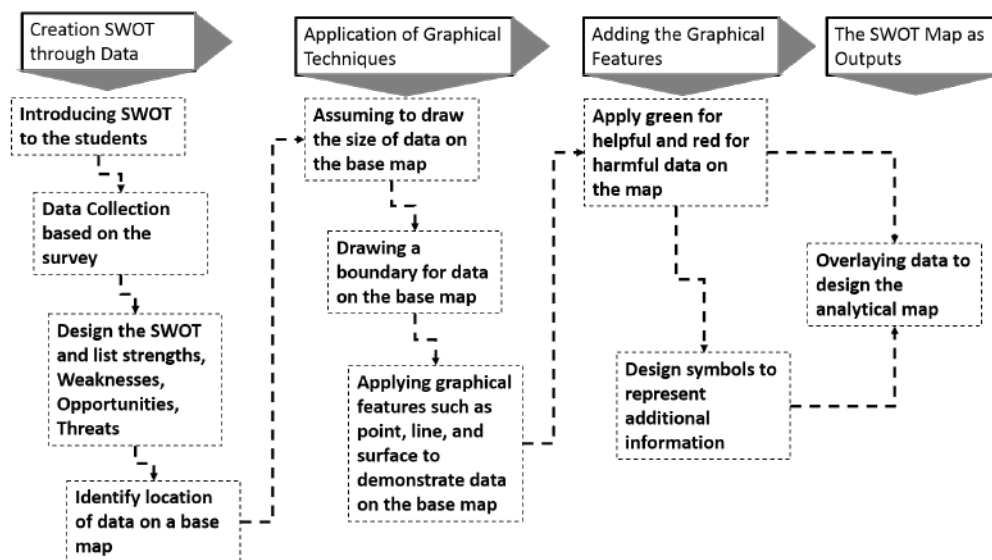 Creation SWOT
through Data
Introducing SWOT
to the students
Data Collection
based on the
survey
Design the SWOT
and list strengths,
Weaknesses,
Opportunities,
Threats
Identify location
of data on a base
map
Application of Graphical
Techniques
Assuming to draw
the size of data on
the base map
Drawing a
boundary for data
on the base map
Applying graphical
features such as
point, line, and
surface to
demonstrate data
on the base map
Adding the Graphical
Features
Apply green for
helpful and red for
harmful data on
the map
Design symbols to
represent
additional
information
The SWOT Map as
Outputs
Overlaying data to
design the
analytical map